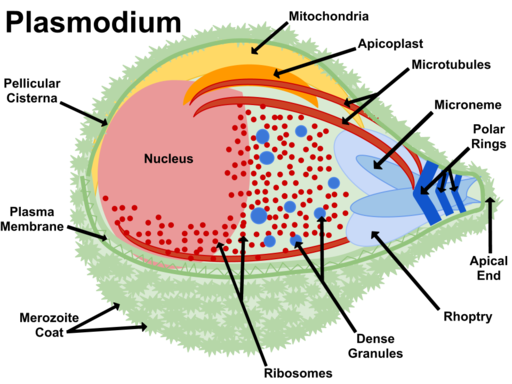 Plasmodium
Mitochondria
Apicoplast
Microtubules
Microneme
Polar
Rings
Pellicular
Cisterna
Nucleus
Plasma
Membrane
Apical
End
Merozoite
Coat
Rhoptry
Dense
Granules
Ribosomes